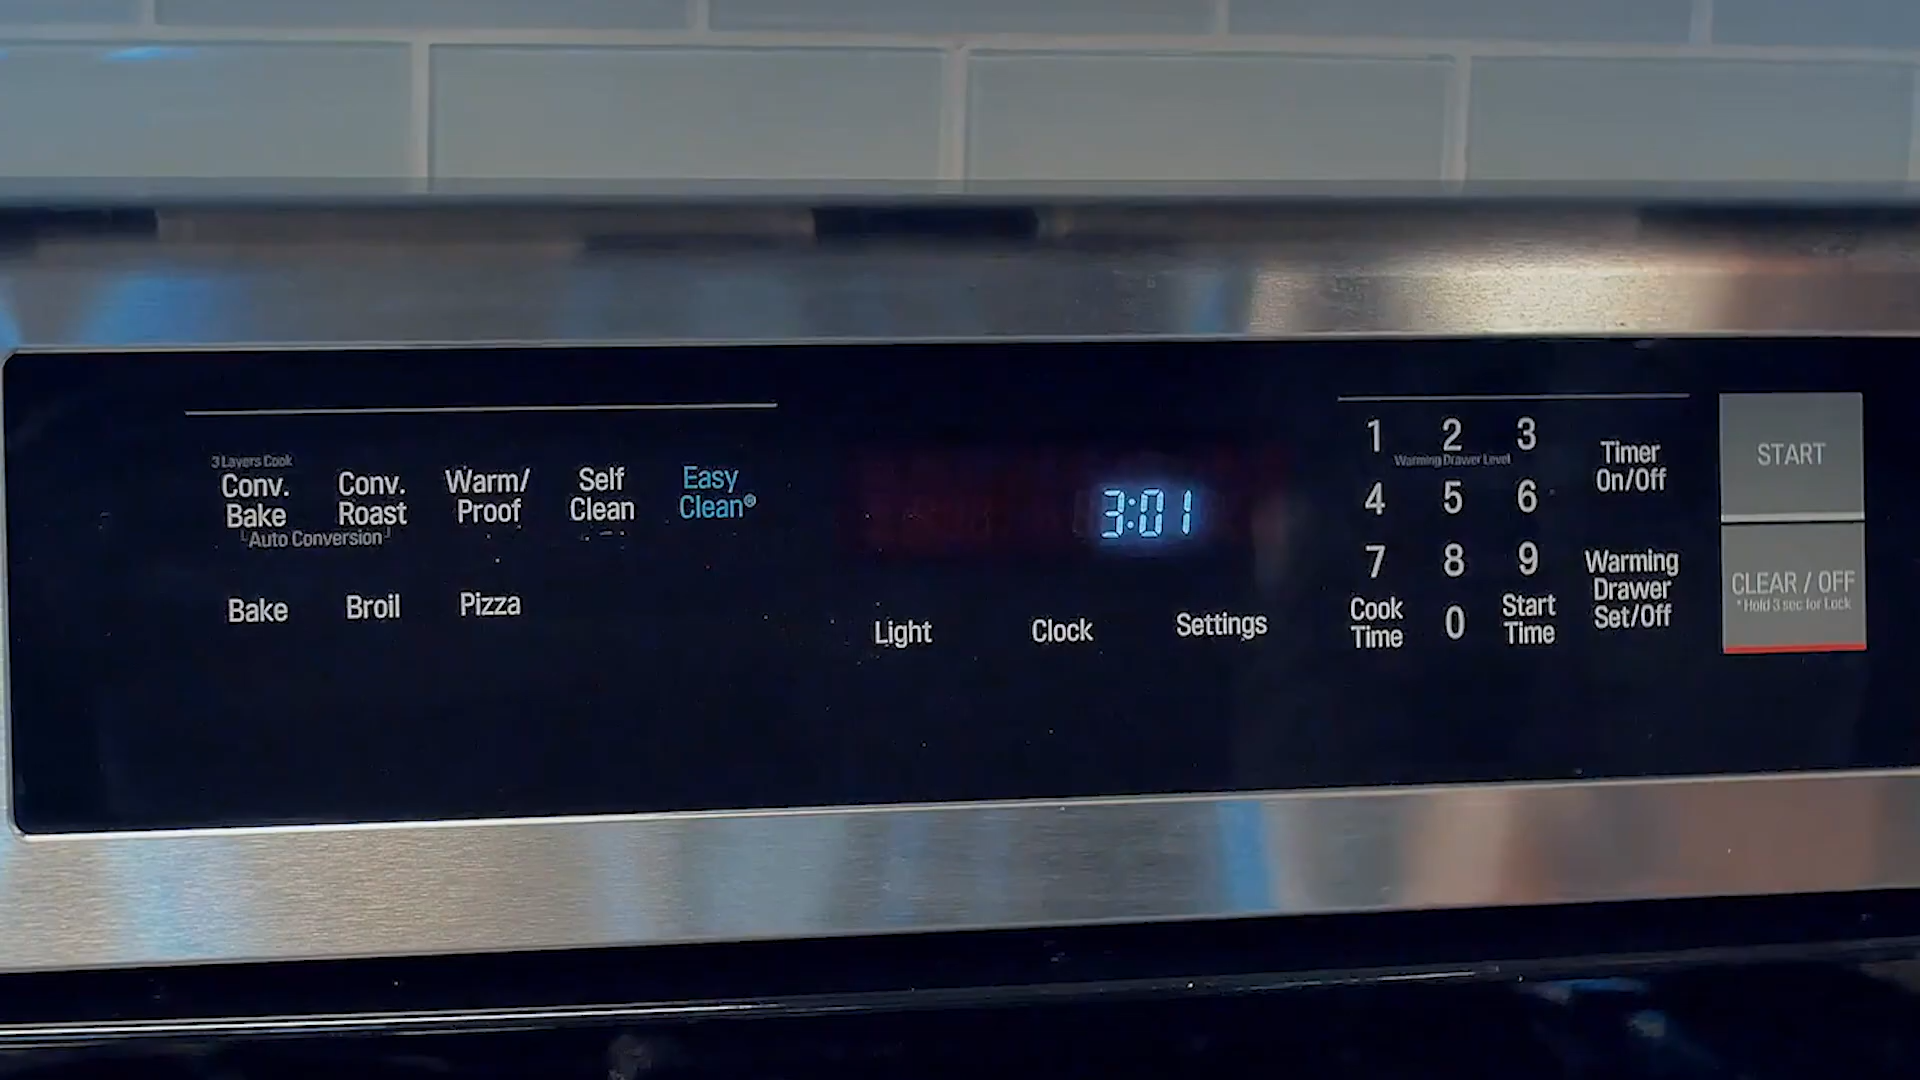 3 Layers Cook
Conv.
Bake
Conv.
Roast
Auto Conversion
Warm/
Proof
Self
Clean
Easy
Clean®
Bake
Broil
Pizza
3:01
Light
Clock
Settings
1 2 3
Warming Drawer Level
4 5 6
7 8 9
Cook
Time
0
Start
Time
Timer
On/Off
Warming
Drawer
Set/Off
START
CLEAR / OFF
* Hold 3 sec for Lock